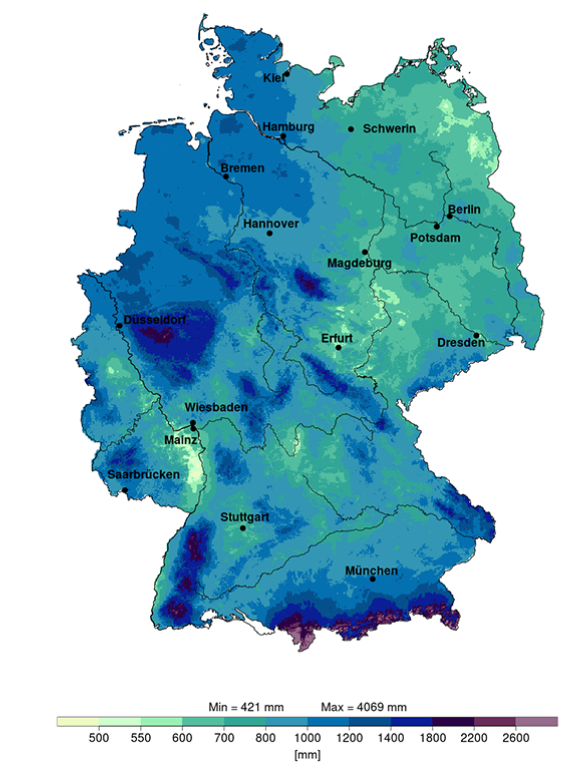 Kiel
Hamburg
Schwerin
Bremen
Berlin
Hannover
Potsdam
Magdeburg
Düsseldorf
Erfurt
Dresden
Wiesbaden
Mainz
Saarbrücken
Stuttgart
München
Min = 421 mm Max = 4069 mm
500 550 600 700 800 1000 1200 1400 1800 2200 2600
[mm]